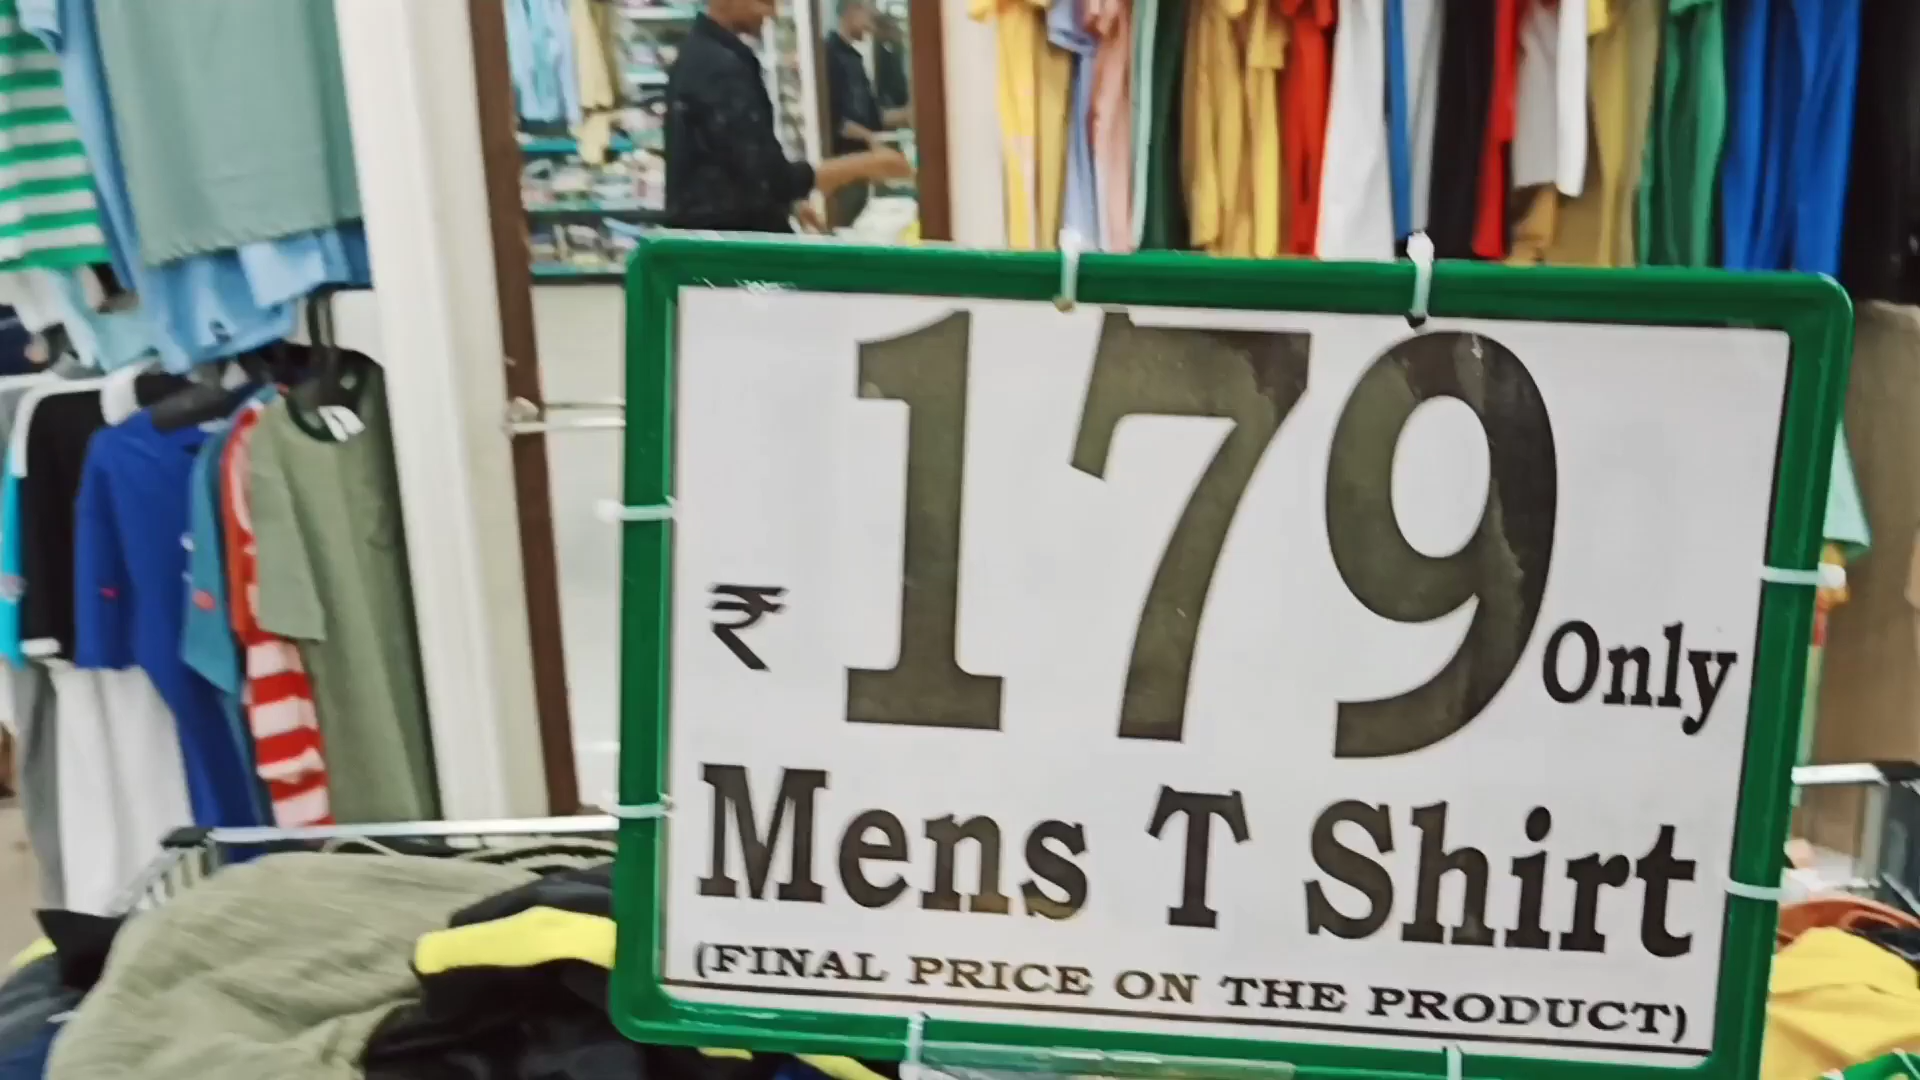 ₹ 179 Only
Mens T Shirt
(FINAL PRICE ON THE PRODUCT)